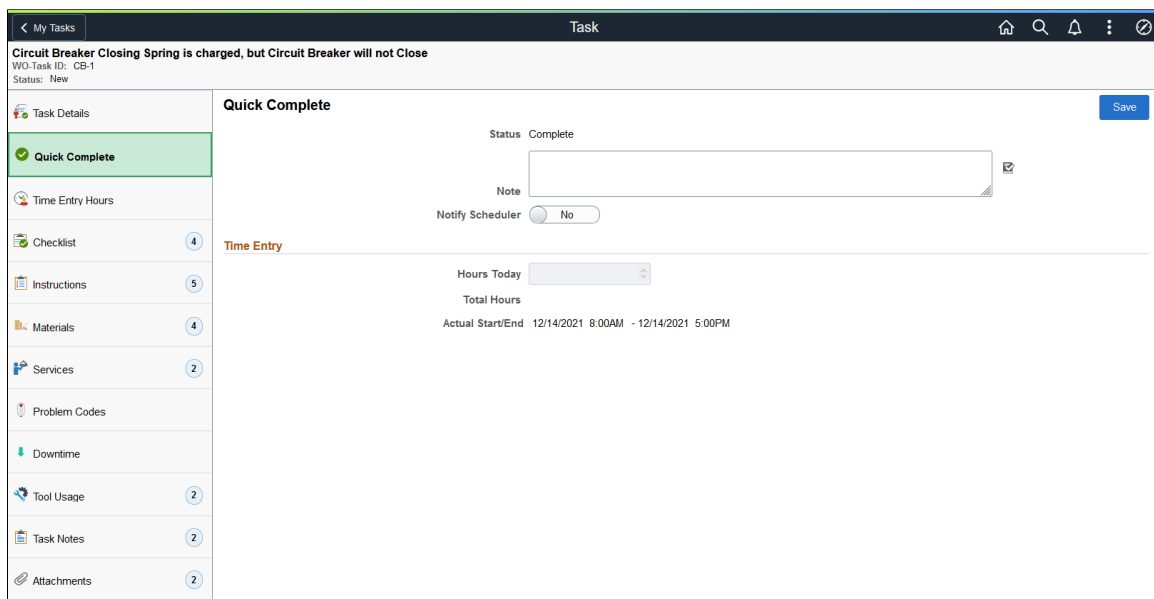 My Tasks
Task
Circuit Breaker Closing Spring is charged, but Circuit Breaker will not Close
WO-Task ID: CB-1
Status: New
Task Details
Quick Complete
Time Entry Hours
Checklist 4
Instructions 5
Materials 4
Services 2
Problem Codes
Downtime
Tool Usage 2
Task Notes 2
Attachments 2
Quick Complete
Save
Status Complete
Note
Notify Scheduler No
Time Entry
Hours Today
Total Hours
Actual Start/End 12/14/2021 8:00AM - 12/14/2021 5:00PM